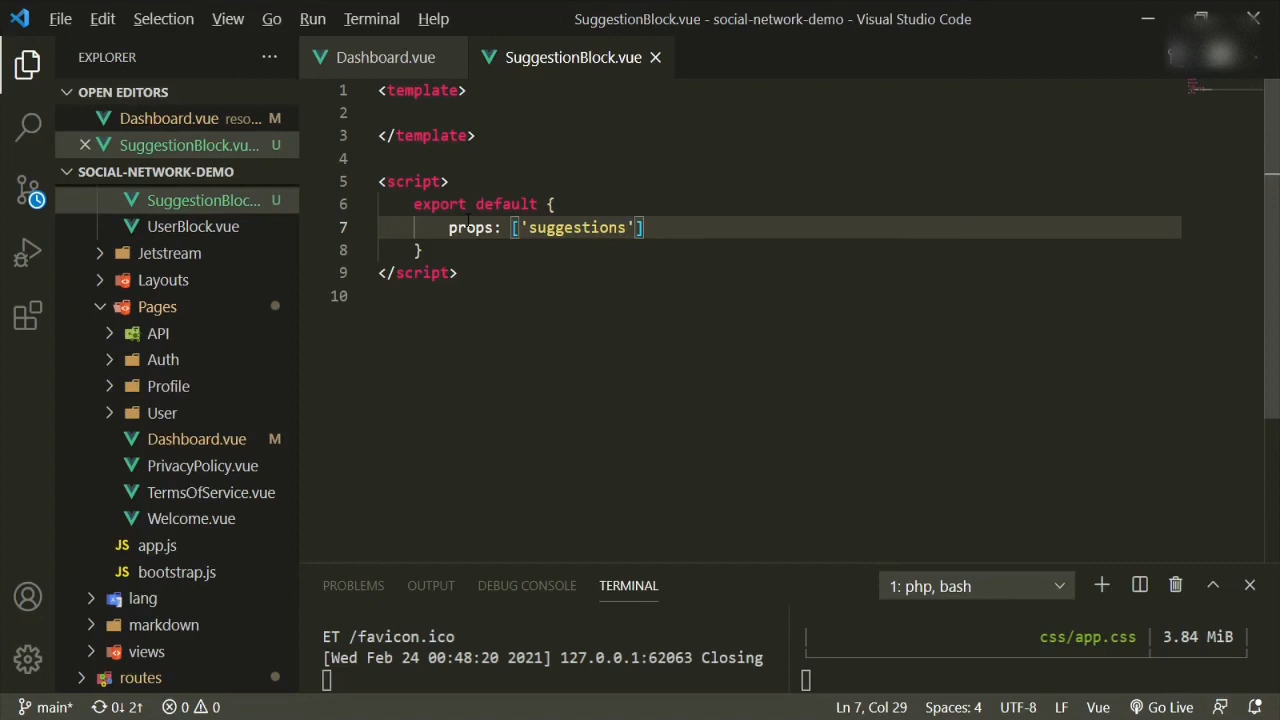 File Edit Selection View Go Run Terminal Help SuggestionBlock.vue - social-network-demo - Visual Studio Code
EXPLORER ···
Dashboard.vue SuggestionBlock.vue
OPEN EDITORS
Dashboard.vue reso... M
SuggestionBlock.vu... U
SOCIAL-NETWORK-DEMO
SuggestionBloc... U
UserBlock.vue
Jetstream
Layouts
Pages
API
Auth
Profile
User
Dashboard.vue M
PrivacyPolicy.vue
TermsOfService.vue
Welcome.vue
JS app.js
JS bootstrap.js
lang
markdown
views
routes
1 <template>
2
3 </template>
4
5 <script>
6 export default {
7 props: ['suggestions']
8 }
9 </script>
10
PROBLEMS OUTPUT DEBUG CONSOLE TERMINAL 1: php, bash
ET /favicon.ico
[Wed Feb 24 00:48:20 2021] 127.0.0.1:62063 Closing
css/app.css | 3.84 MiB |
main* 0↓ 2↑ 0 0 Ln 7, Col 29 Spaces: 4 UTF-8 LF Vue Go Live